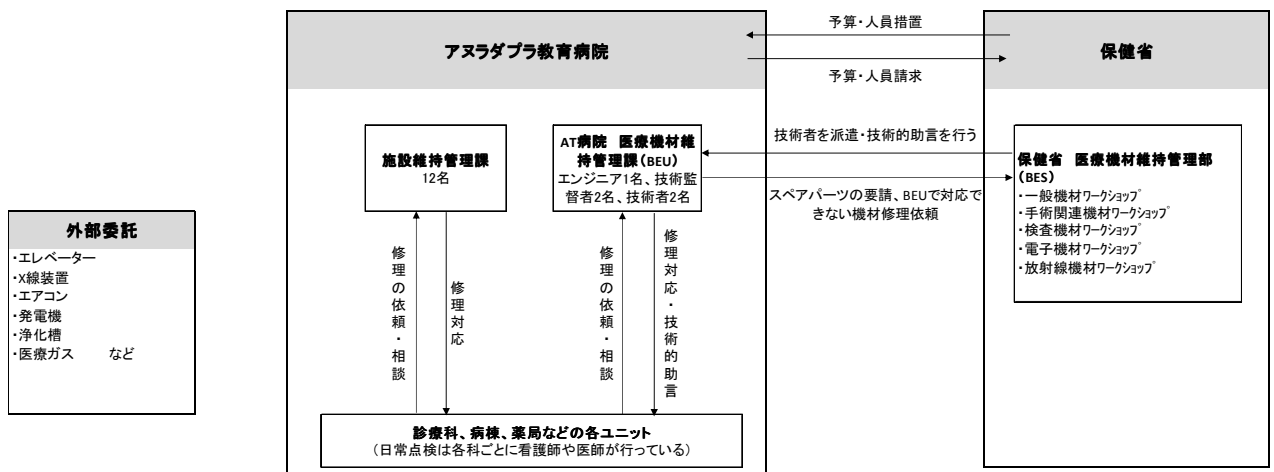 予算・人員措置
アヌラダプラ教育病院
保健省
予算・人員請求
施設維持管理課
12名
AT病院 医療機材維
持管理課(BEU)
エンジニア1名、技術監
督者2名、技術者2名
技術者を派遣・技術的助言を行う
スペアパーツの要請、BEUで対応で
きない機材修理依頼
保健省 医療機材維持管理部
(BES)
・一般機材ワークショップ
・手術関連機材ワークショップ
・検査機材ワークショップ
・電子機材ワークショップ
・放射線機材ワークショップ
外部委託
・エレベーター
・X線装置
・エアコン
・発電機
・浄化槽
・医療ガス など
修理の依頼・相談
修理対応
修理の依頼・相談
修理対応・技術的助言
診療科、病棟、薬局などの各ユニット
(日常点検は各科ごとに看護師や医師が行っている)